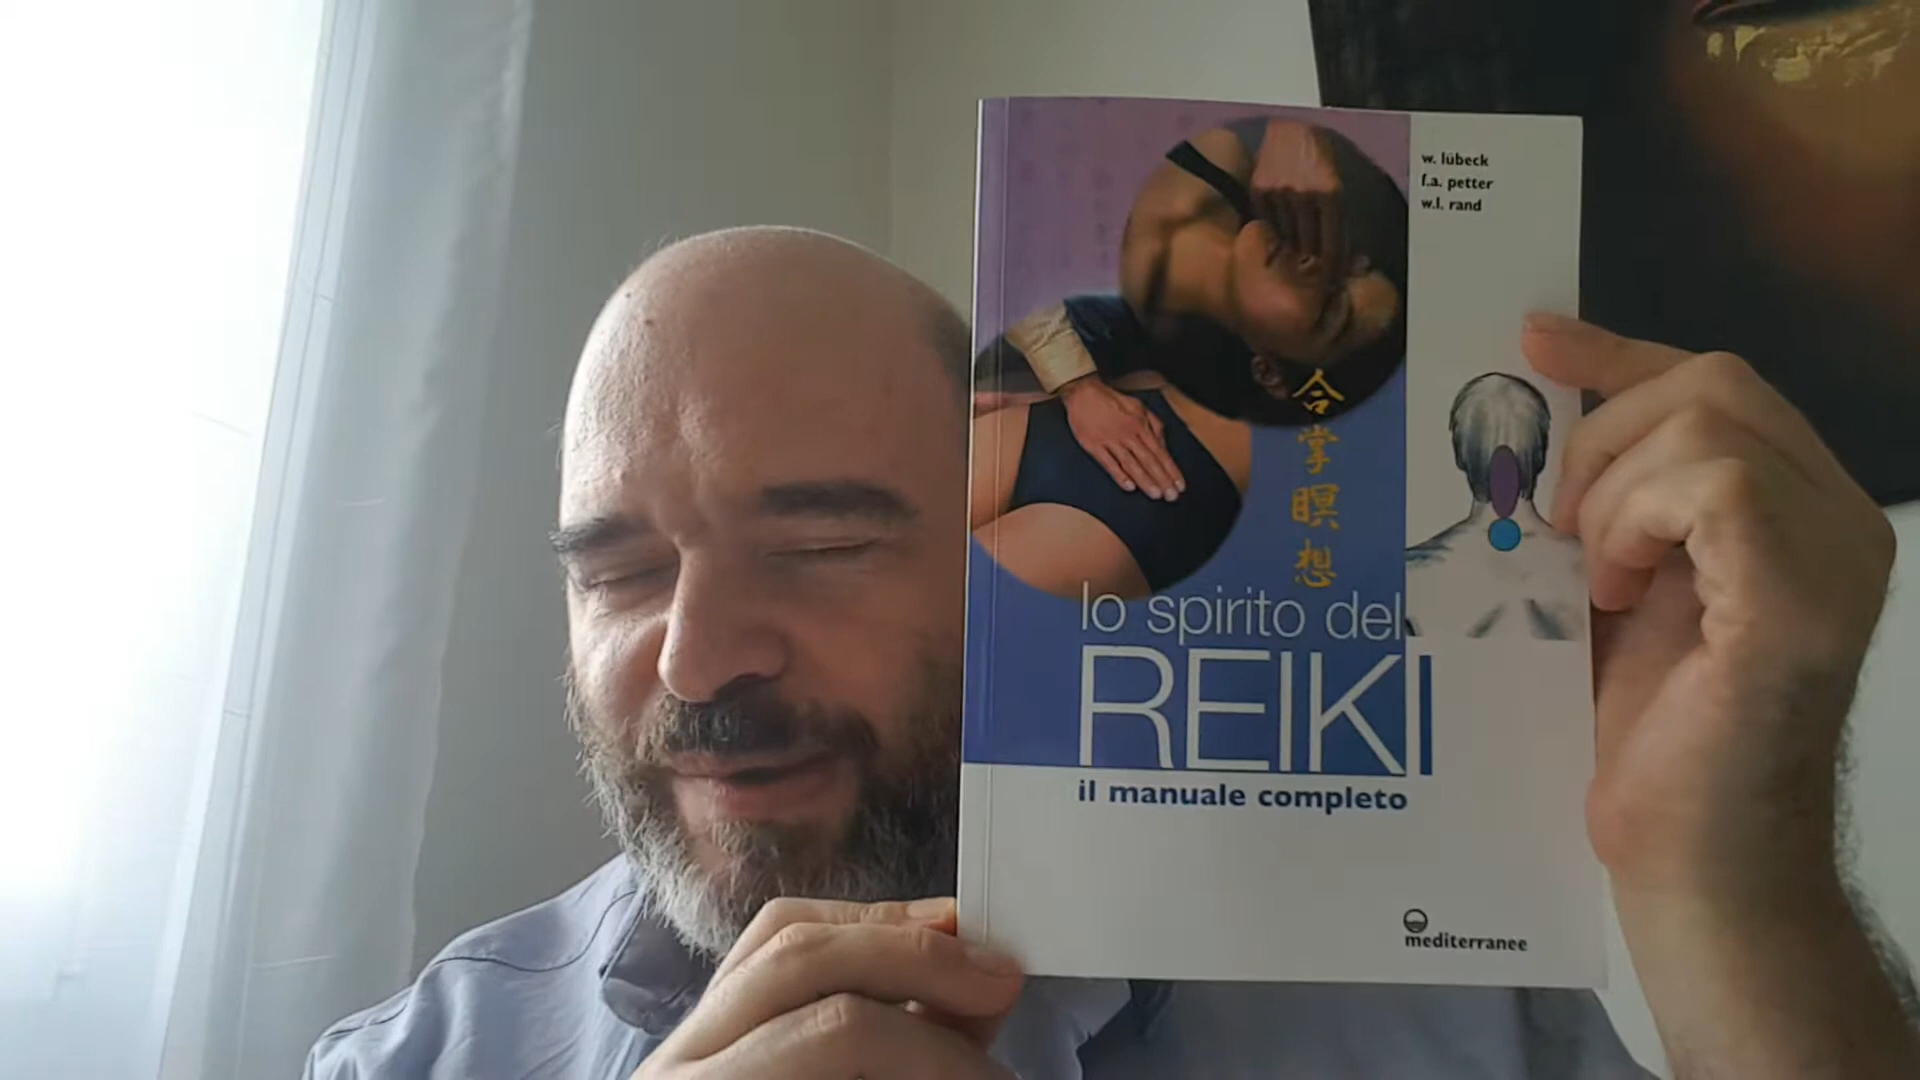 w. lübeck
f.a. petter
w.l. rand
合
掌
瞑
想
lo spirito del
REIKI
il manuale completo
mediterranee